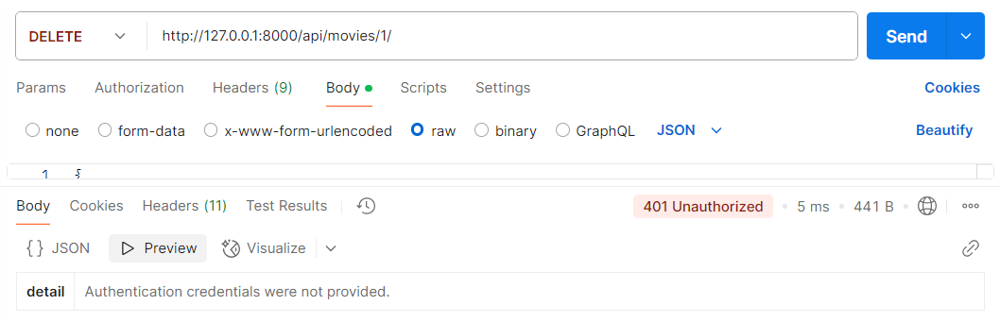 DELETE http://127.0.0.1:8000/api/movies/1/ Send
Params Authorization Headers (9) Body Scripts Settings Cookies
none form-data x-www-form-urlencoded raw binary GraphQL JSON Beautify
1 {
Body Cookies Headers (11) Test Results 401 Unauthorized • 5 ms • 441 B •
{} JSON Preview Visualize
detail Authentication credentials were not provided.